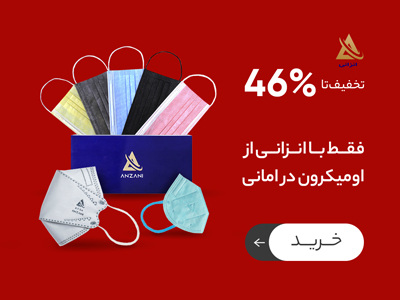 انزانی
تخفیف تا 46%
فقط با انزانی از
اومیکرون در امانی
خرید
ANZANI